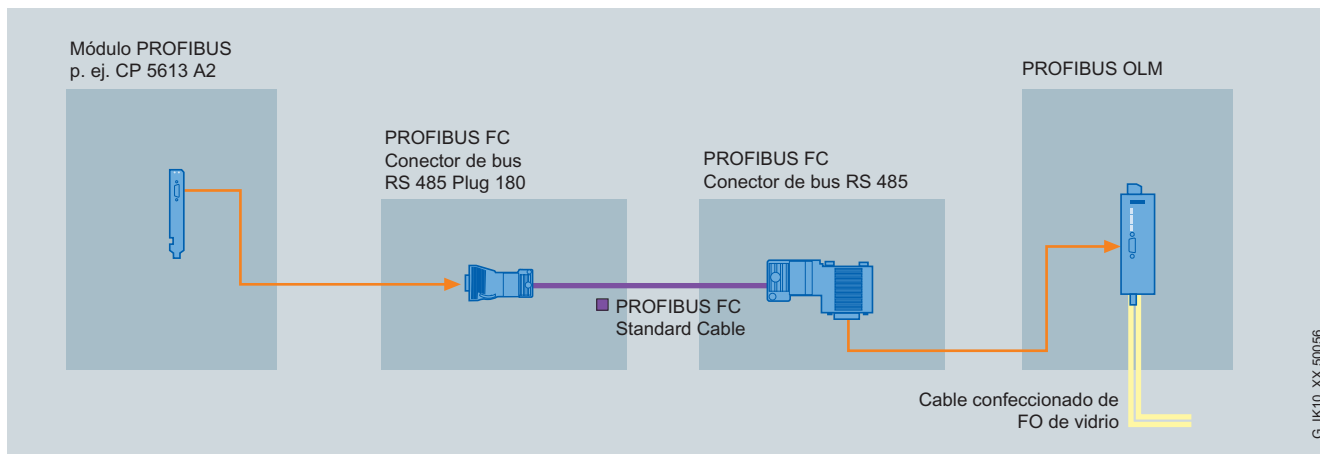 Módulo PROFIBUS
p. ej. CP 5613 A2
PROFIBUS FC
Conector de bus
RS 485 Plug 180
PROFIBUS FC
Conector de bus RS 485
PROFIBUS OLM
PROFIBUS FC
Standard Cable
Cable confeccionado de
FO de vidrio
G_IK10_XX_50056